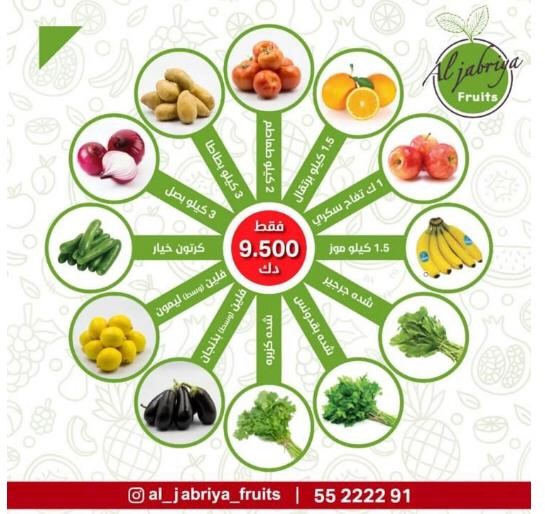 Al jabriya
Fruits
2 كيلو طماطم
1.5 كيلو برتقال
1 ك تفاح سكري
1.5 كيلو موز
شده جرجير
شده بقدونس
شده كزبره
فلين (وسط) بذنجان
فلين (وسط) ليمون
كرتون خيار
3 كيلو بصل
3 كيلو بطاطا
فقط
9.500
دك
al_jabriya_fruits | 55 2222 91